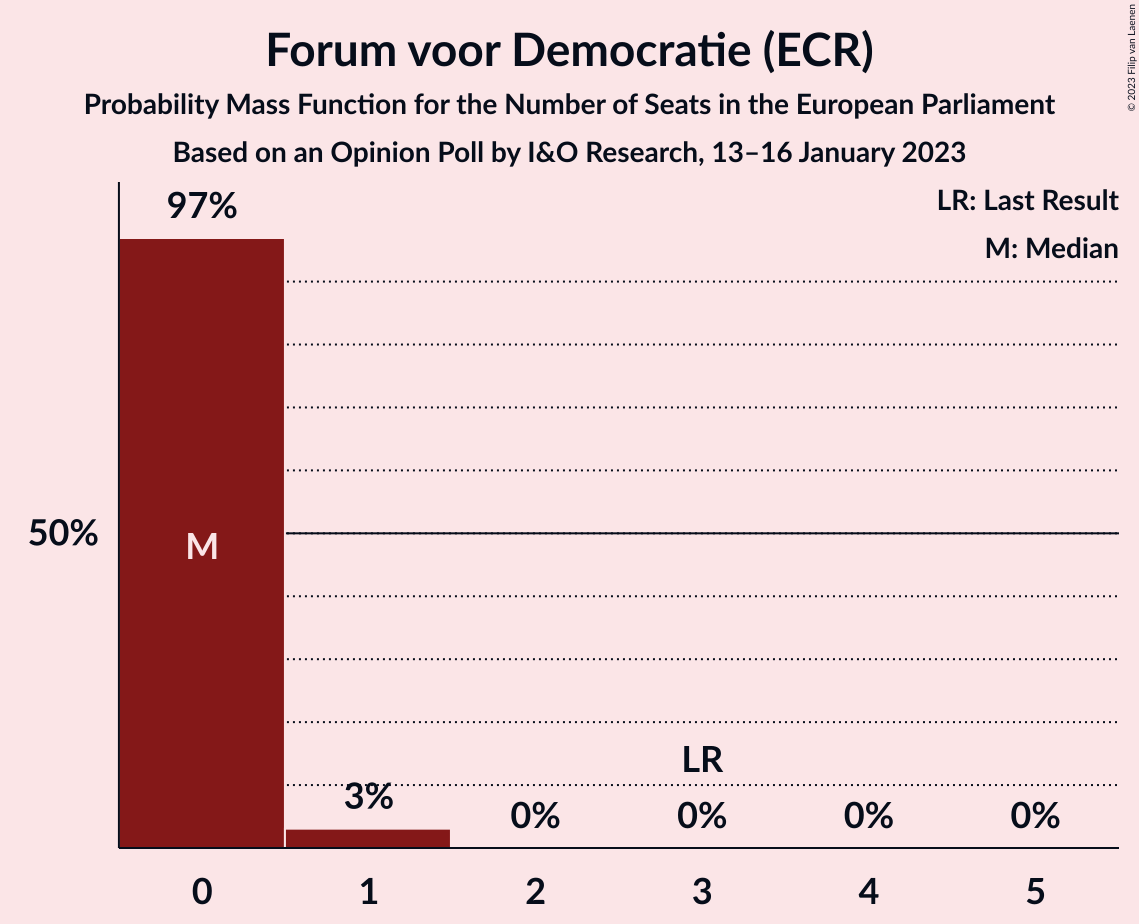 Forum voor Democratie (ECR)
Probability Mass Function for the Number of Seats in the European Parliament
Based on an Opinion Poll by I&O Research, 13–16 January 2023
© 2023 Filip van Laenen
LR: Last Result
M: Median
97%
50%
M
LR
3%
0%
0%
0%
0%
0
1
2
3
4
5